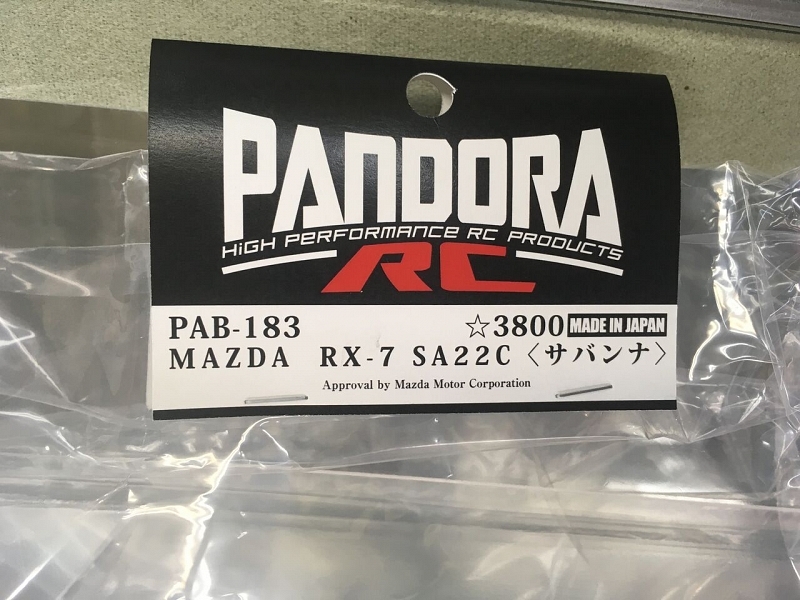 PANDORA
HIGH PERFORMANCE RC PRODUCTS
RC
PAB-183 ☆3800 MADE IN JAPAN
MAZDA RX-7 SA22C〈サバンナ〉
Approval by Mazda Motor Corporation